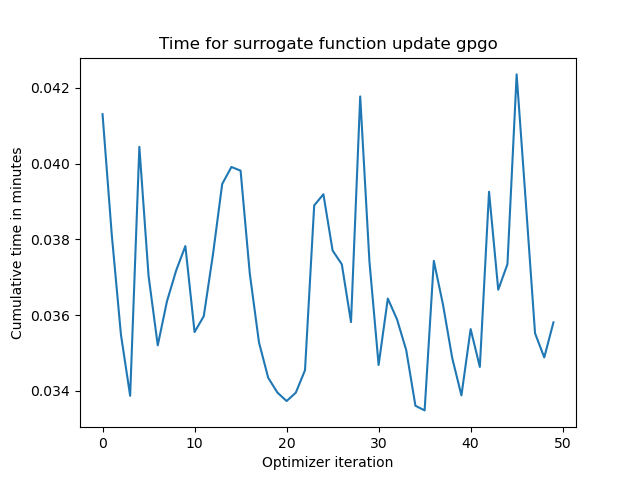 Time for surrogate function update gpgo
Cumulative time in minutes
0.042
0.040
0.038
0.036
0.034
0 10 20 30 40 50
Optimizer iteration